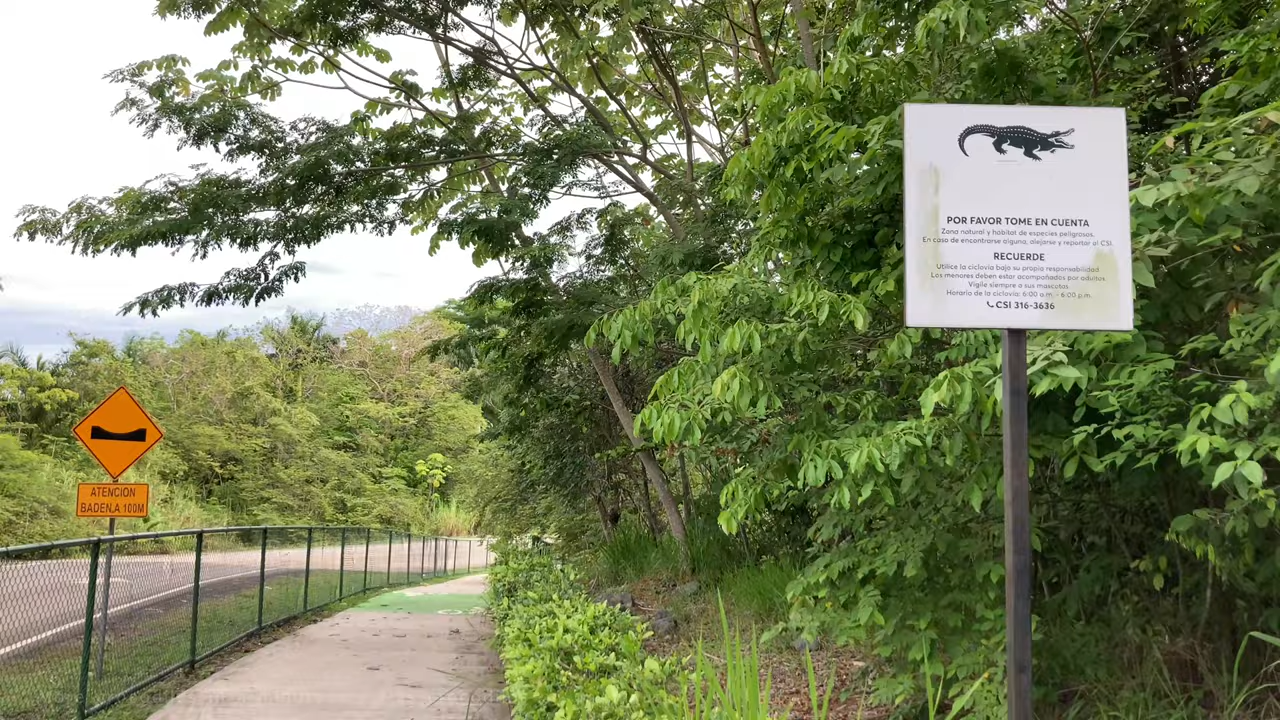 ATENCION
BADEN,A 100M
POR FAVOR TOME EN CUENTA
Zona natural y habitat de especies peligrosas.
En caso de encontrarse alguna, alejarse y reportar al CSI.
RECUERDE
Utilice la ciclovía bajo su propia responsabilidad
Los menores deben estar acompañados por adultos.
Vigile siempre a sus mascotas.
Horario de la ciclovía: 6:00 a.m. - 6:00 p.m.
CSI 316-3636